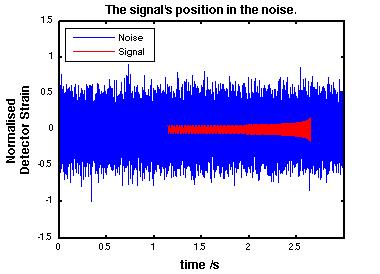 The signal's position in the noise.
1.5
1
0.5
0
-0.5
-1
-1.5
Normalised
Detector Strain
Noise
Signal
0
0.5
1
1.5
2
2.5
time /s